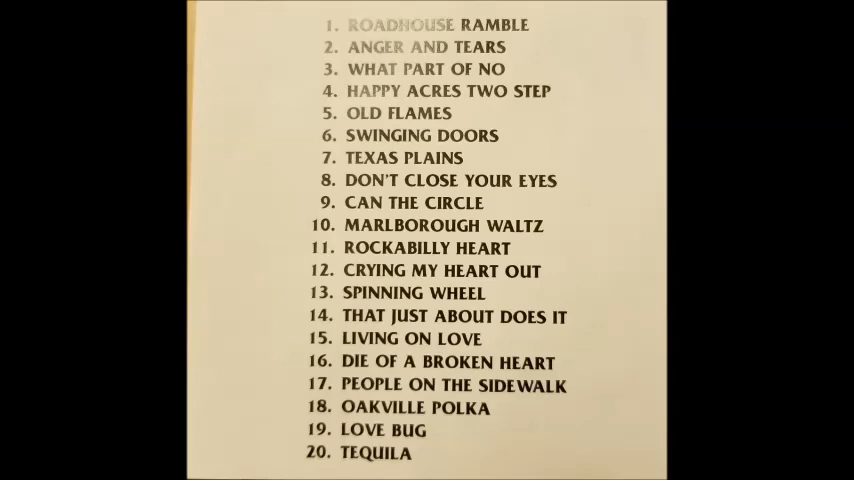 1. ROADHOUSE RAMBLE
2. ANGER AND TEARS
3. WHAT PART OF NO
4. HAPPY ACRES TWO STEP
5. OLD FLAMES
6. SWINGING DOORS
7. TEXAS PLAINS
8. DON'T CLOSE YOUR EYES
9. CAN THE CIRCLE
10. MARLBOROUGH WALTZ
11. ROCKABILLY HEART
12. CRYING MY HEART OUT
13. SPINNING WHEEL
14. THAT JUST ABOUT DOES IT
15. LIVING ON LOVE
16. DIE OF A BROKEN HEART
17. PEOPLE ON THE SIDEWALK
18. OAKVILLE POLKA
19. LOVE BUG
20. TEQUILA